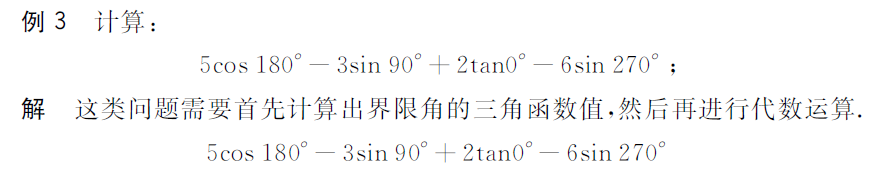 例 3 计算:
5cos 180° − 3sin 90° + 2tan0° − 6sin 270° ;
解 这类问题需要首先计算出界限角的三角函数值,然后再进行代数运算.
5cos 180° − 3sin 90° + 2tan0° − 6sin 270°